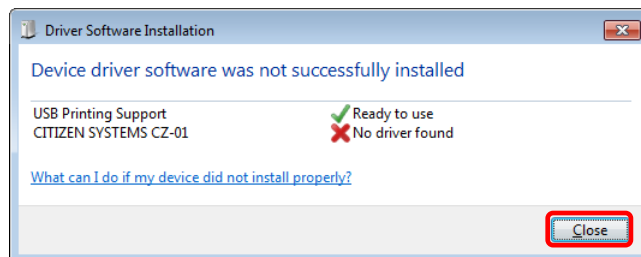 Driver Software Installation
Device driver software was not successfully installed
USB Printing Support Ready to use
CITIZEN SYSTEMS CZ-01 No driver found
What can I do if my device did not install properly?
Close